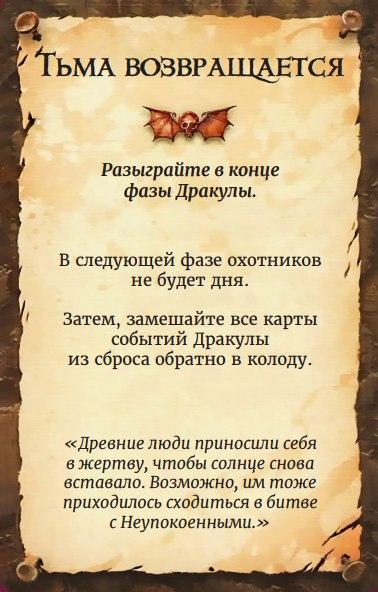 Тьма возвращается
Разыграйте в конце
фазы Дракулы.
В следующей фазе охотников
не будет дня.
Затем, замешайте все карты
событий Дракулы
из сброса обратно в колоду.
«Древние люди приносили себя
в жертву, чтобы солнце снова
вставало. Возможно, им тоже
приходилось сходиться в битве
с Неупокоенными.»